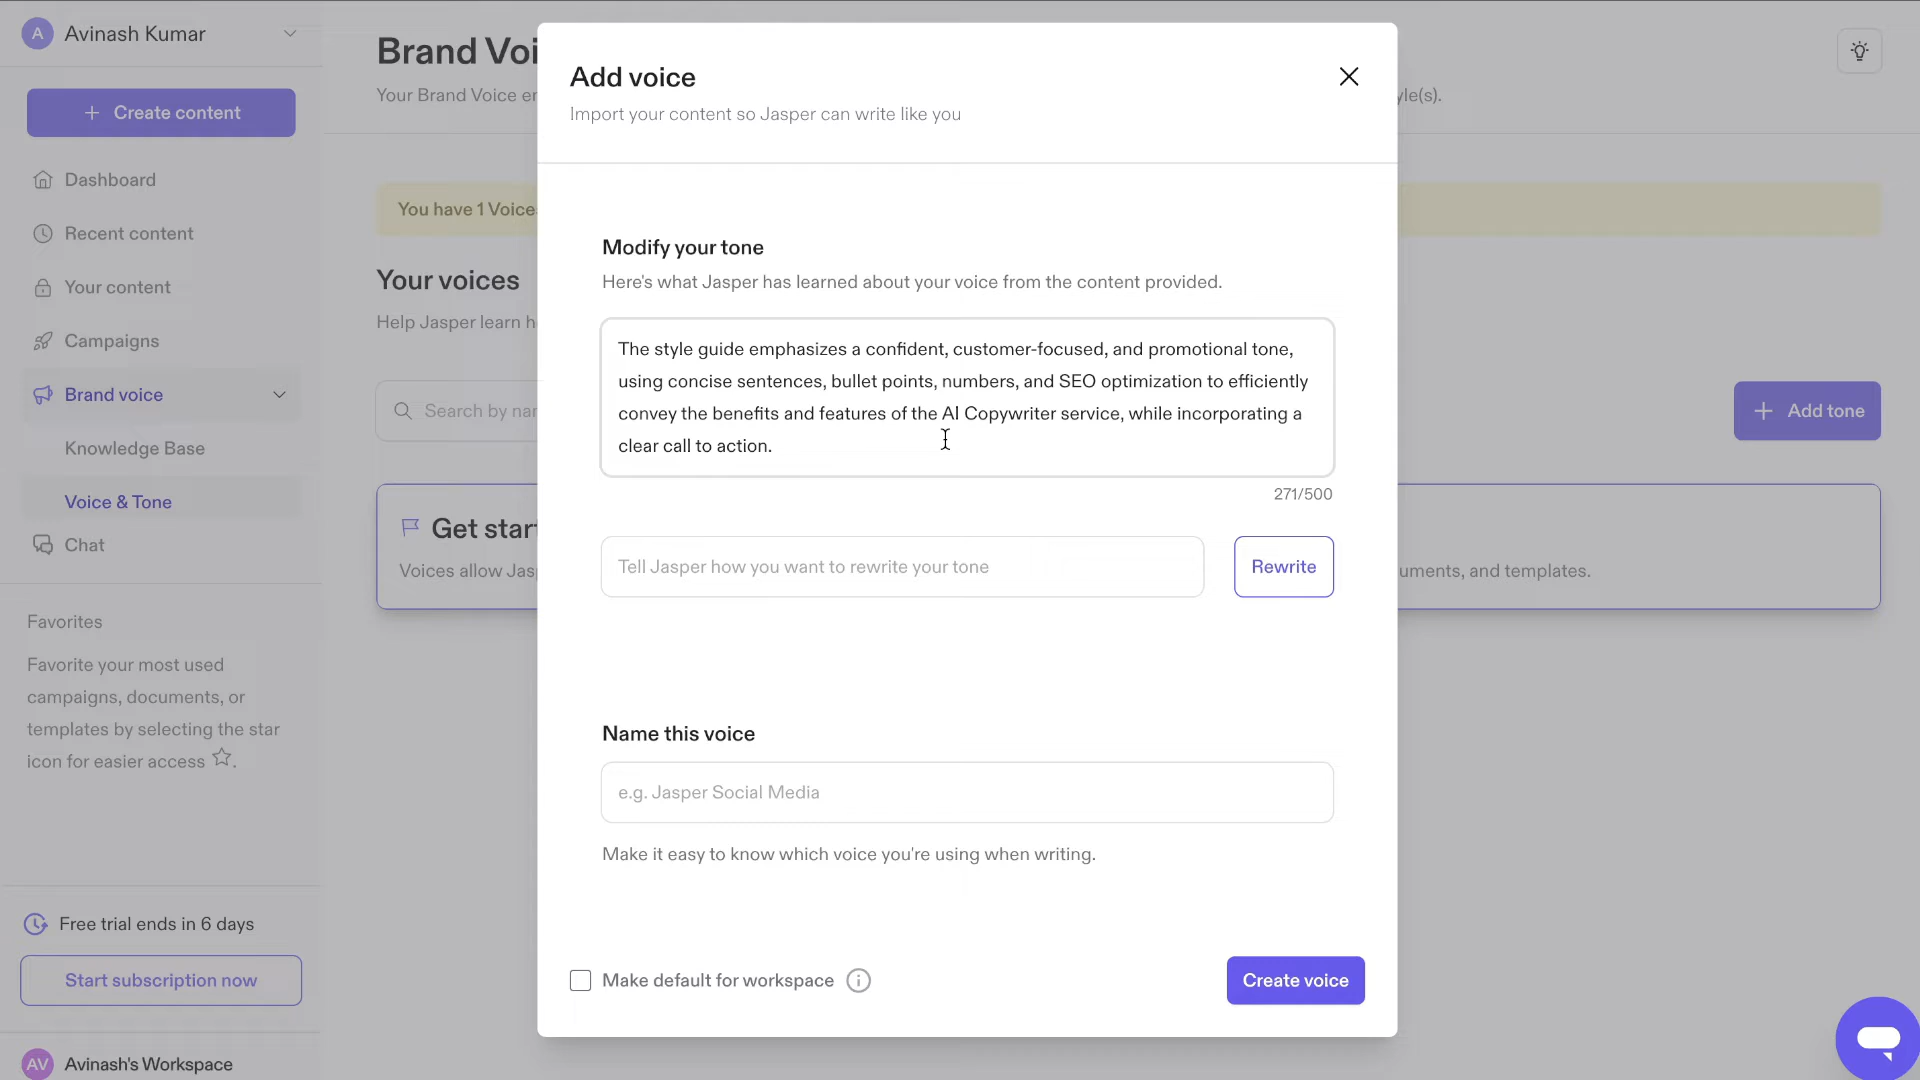 A
Avinash Kumar
Create content
Dashboard
Recent content
Your content
Campaigns
Brand voice
Knowledge Base
Voice & Tone
Chat
Favorites
Favorite your most used
campaigns, documents, or
templates by selecting the star
icon for easier access .
Free trial ends in 6 days
Start subscription now
AV
Avinash's Workspace
Brand Voi
Your Brand Voice
yle(s).
You have 1 Voice
Your voices
Help Jasper learn
Search by
Add tone
Get star
Voices allow
uments, and templates.
Add voice
Import your content so Jasper can write like you
Modify your tone
Here's what Jasper has learned about your voice from the content provided.
The style guide emphasizes a confident, customer-focused, and promotional tone,
using concise sentences, bullet points, numbers, and SEO optimization to efficiently
convey the benefits and features of the AI Copywriter service, while incorporating a
clear call to action.
271/500
Tell Jasper how you want to rewrite your tone
Rewrite
Name this voice
e.g. Jasper Social Media
Make it easy to know which voice you're using when writing.
Make default for workspace
Create voice